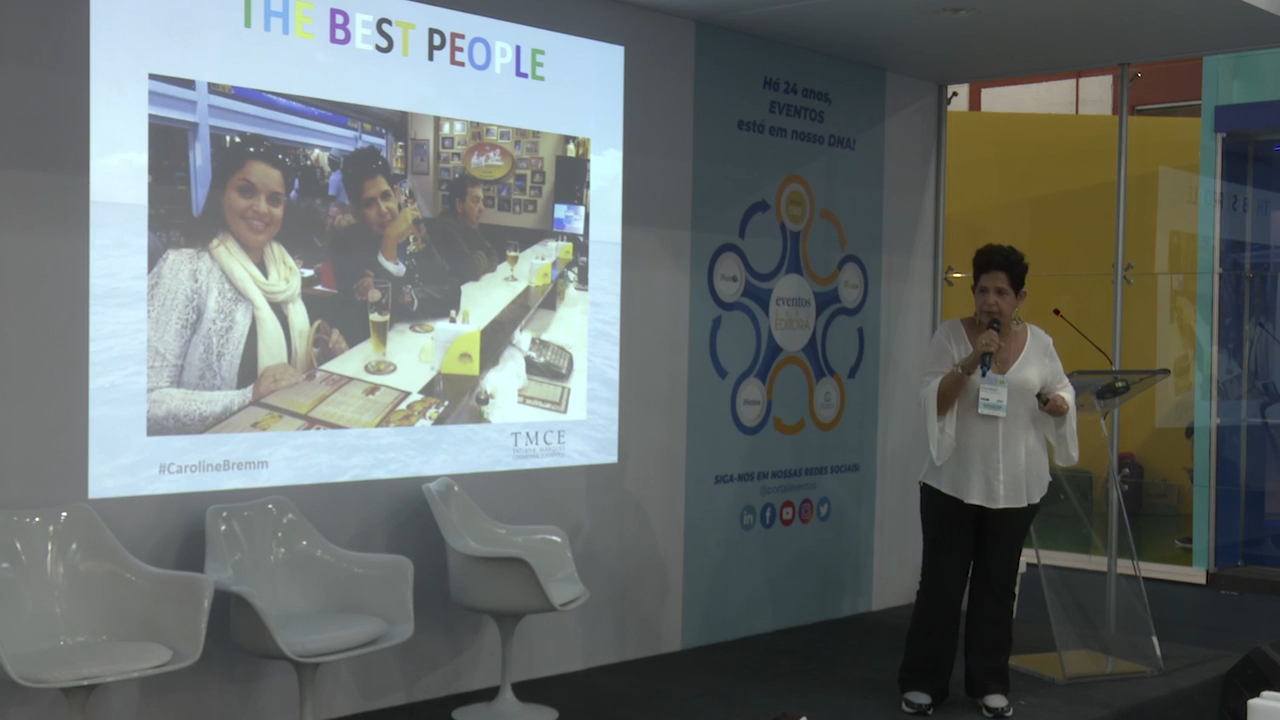 THE BEST PEOPLE
TMCE
#CarolineBremm
Há 24 anos,
EVENTOS
está em nosso DNA!
eventos
EDITORA
SIGA-NOS EM NOSSAS REDES SOCIAIS!
@portaleventos